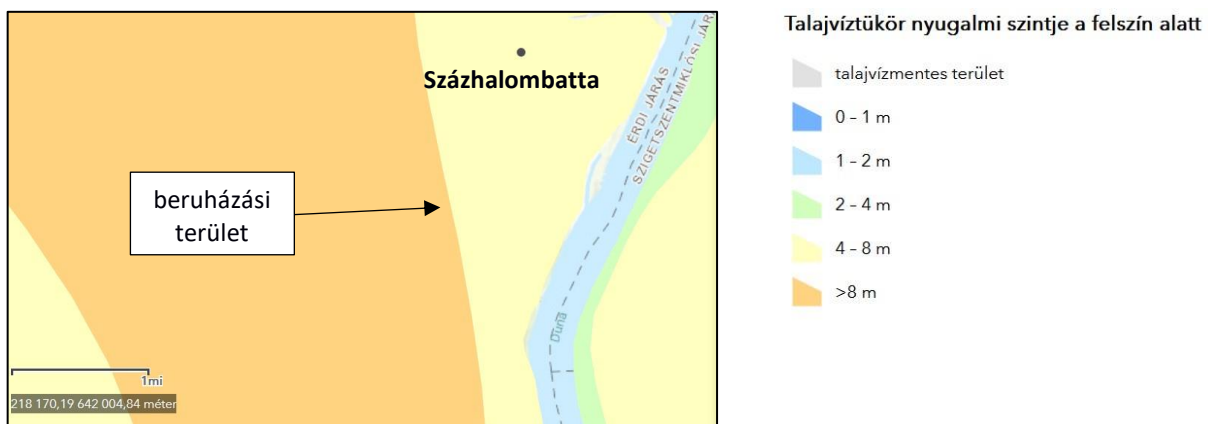 Százhalombatta
beruházási
terület
ÉRDI JÁRÁS
SZIGETSZENTMIKLÓSI JÁR
Duna
1mi
218 170,19 642 004,84 méter
Talajvíztükör nyugalmi szintje a felszín alatt
talajvízmentes terület
0 – 1 m
1 – 2 m
2 – 4 m
4 – 8 m
>8 m